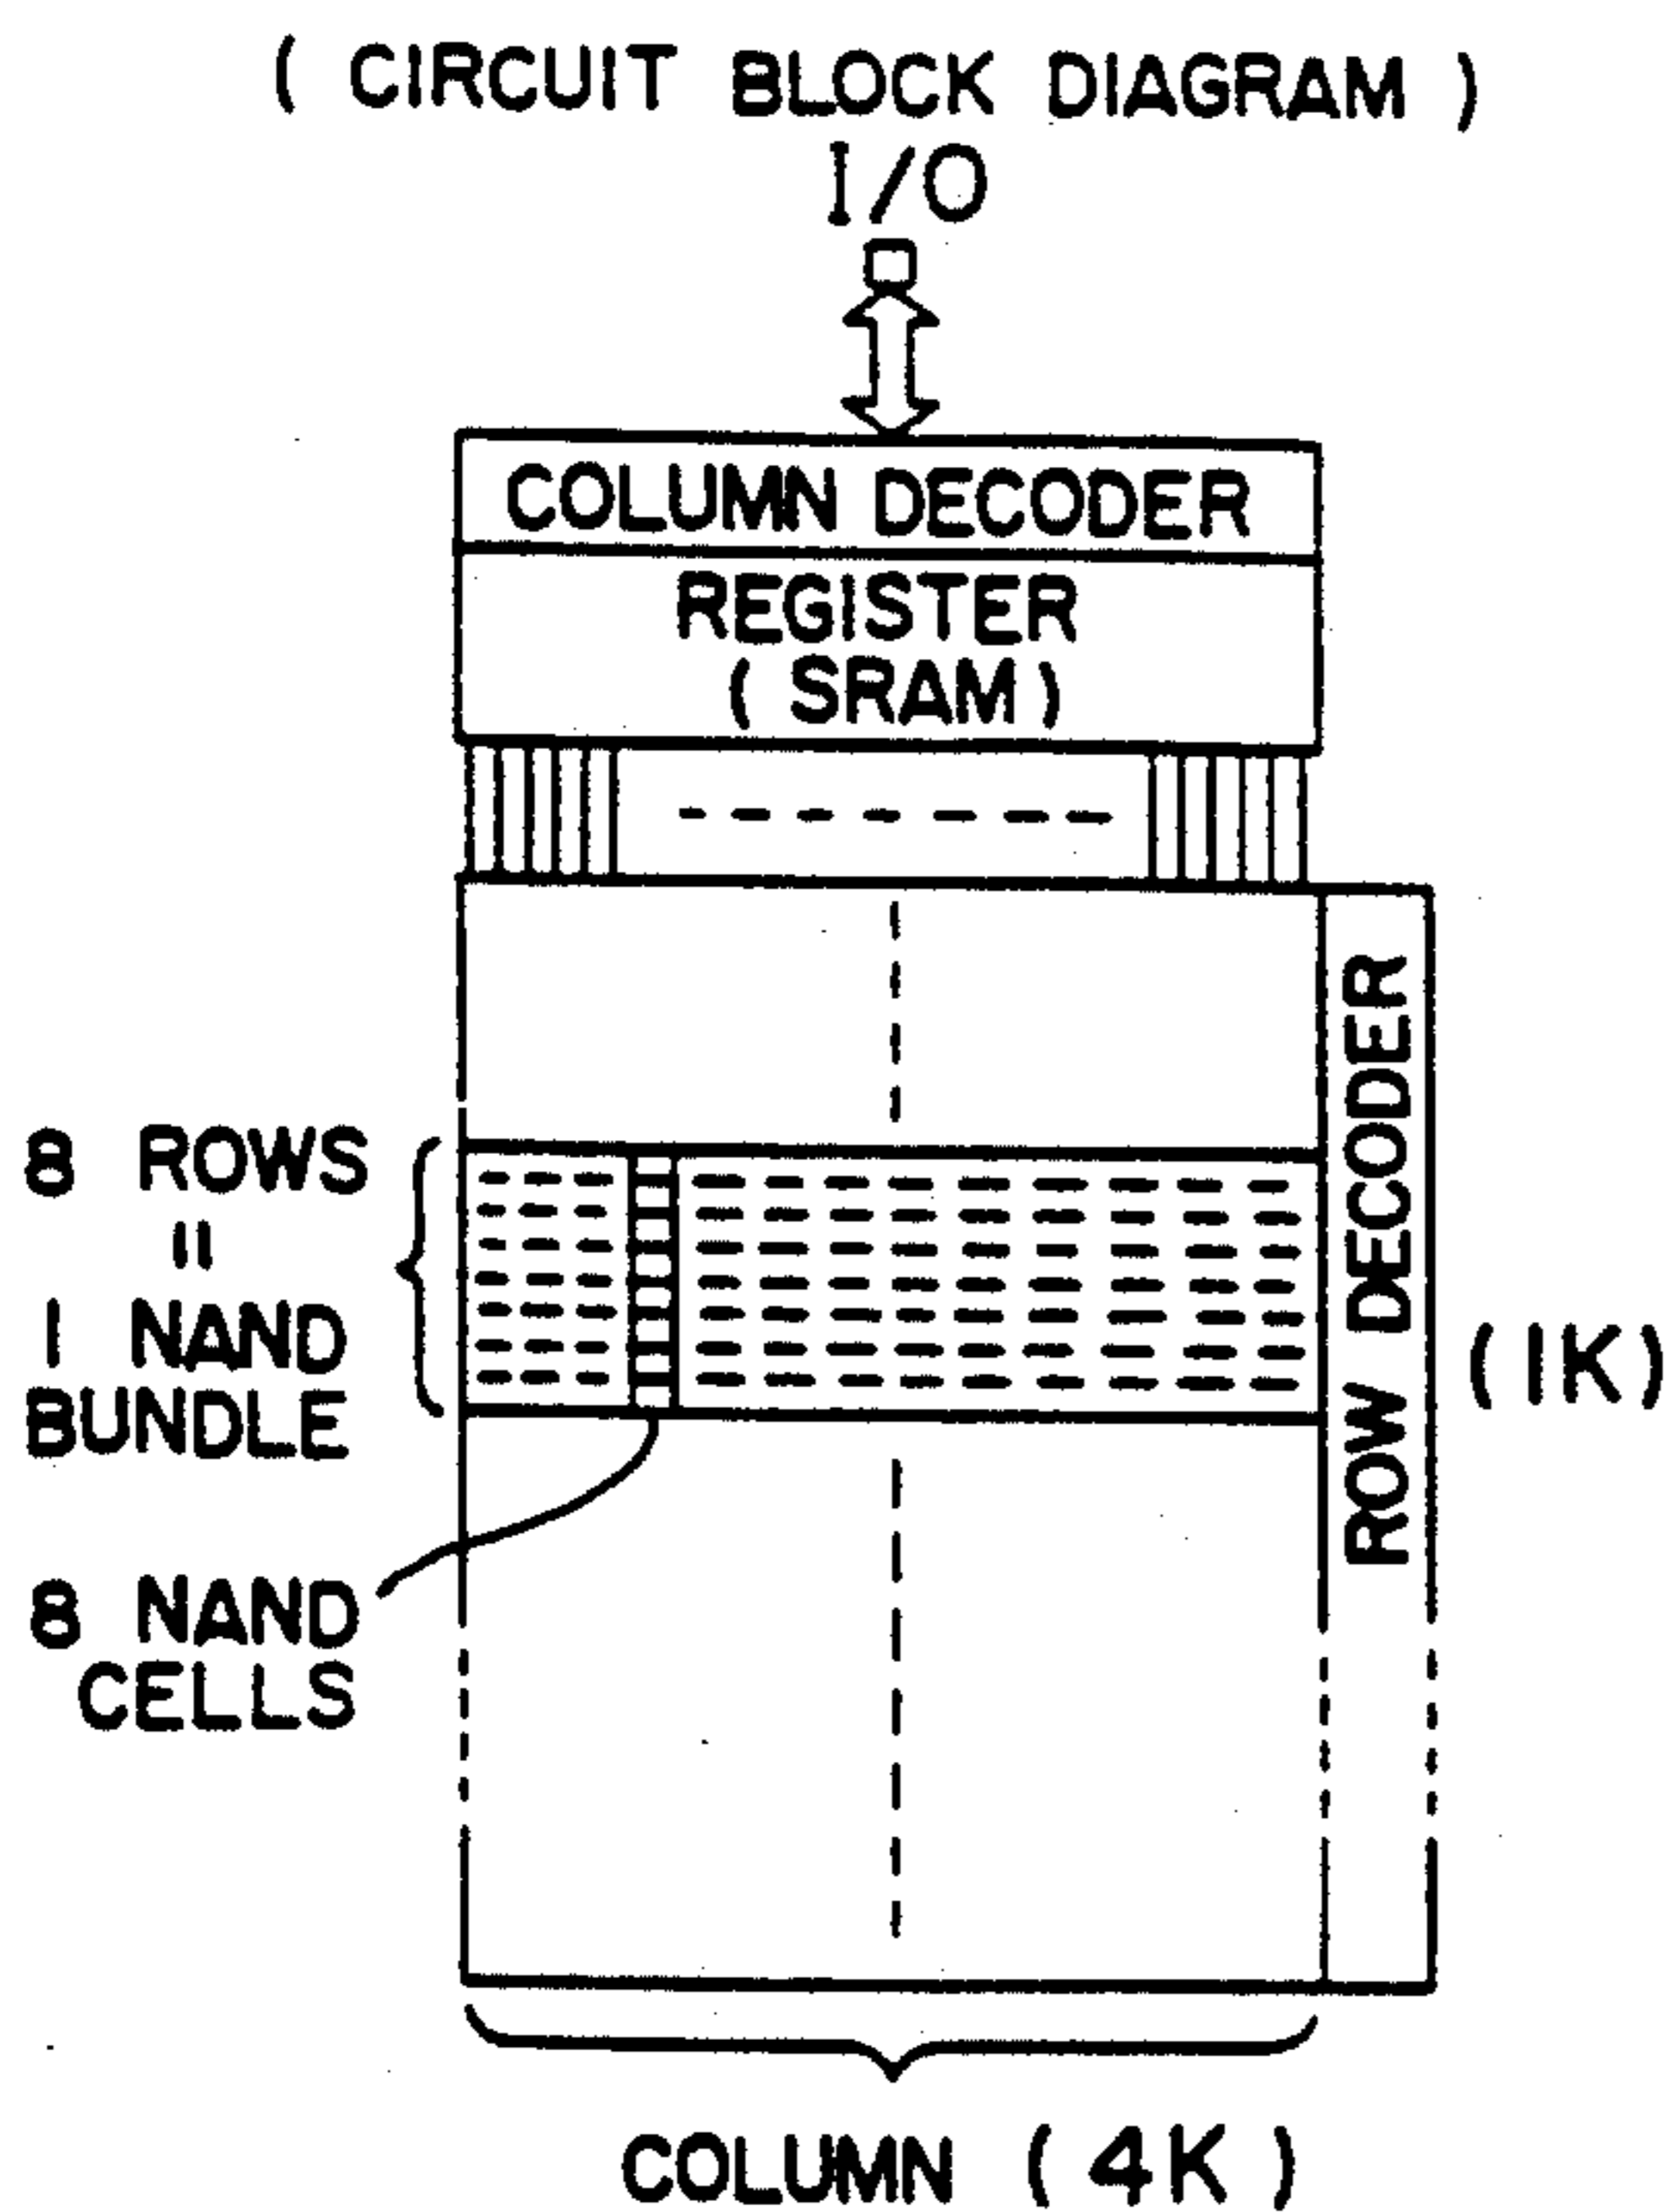 ( CIRCUIT BLOCK DIAGRAM )
I/O
COLUMN DECODER
REGISTER
( SRAM )
ROW DECODER
(1K)
8 ROWS
=
1 NAND
BUNDLE
8 NAND
CELLS
COLUMN ( 4K )